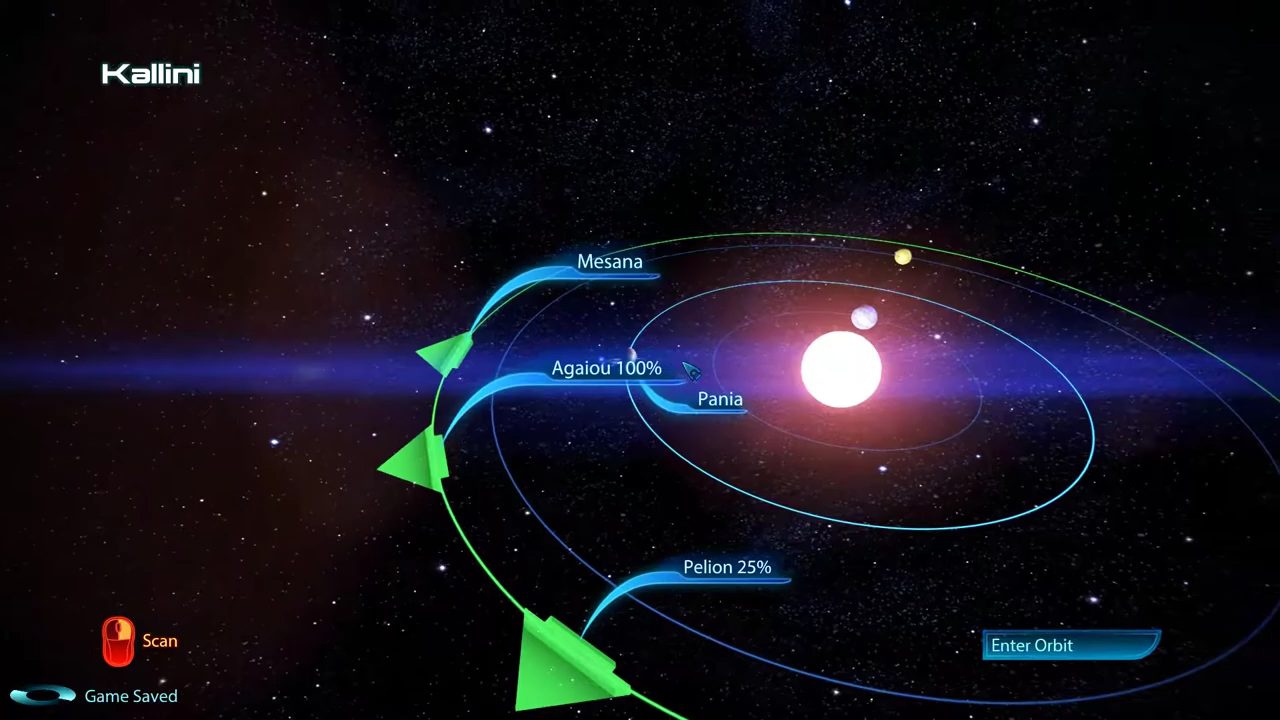 Kallini
Mesana
Agaiou 100%
Pania
Pelion 25%
Scan
Enter Orbit
Game Saved